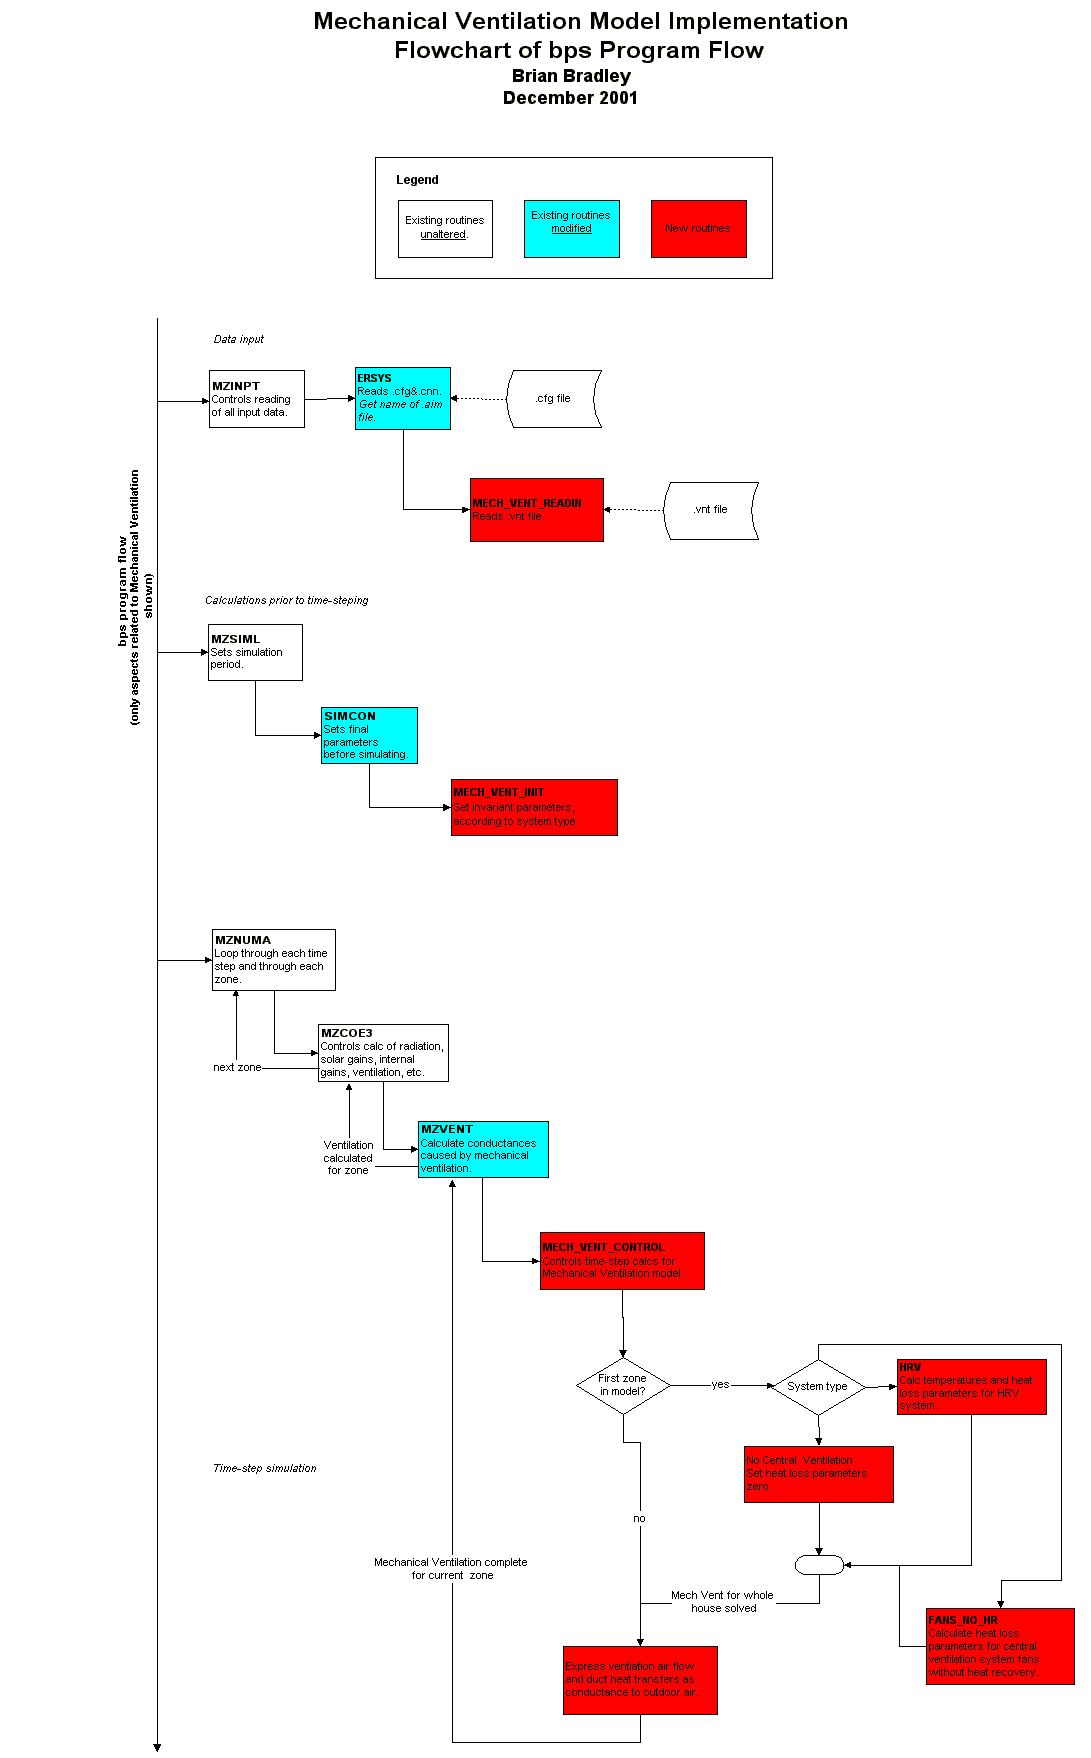 Mechanical Ventilation Model Implementation
Flowchart of bps Program Flow
Brian Bradley
December 2001
Legend
Existing routines
unaltered.
Existing routines
modified
New routines
bps program flow
(only aspects related to Mechanical Ventilation
shown)
Data input
MZINPT
Controls reading
of all input data.
ERSYS
Reads .cfg&.cnn.
Get name of .aim
file.
.cfg file
MECH_VENT_READIN
Reads .vnt file.
.vnt file
Calculations prior to time-steping
MZSIML
Sets simulation
period.
SIMCON
Sets final
parameters
before simulating.
MECH_VENT_INIT
Set invariant parameters,
according to system type.
MZNUMA
Loop through each time
step and through each
zone.
MZCOE3
Controls calc of radiation,
solar gains, internal
gains, ventilation, etc.
next zone
MZVENT
Calculate conductances
caused by mechanical
ventilation.
Ventilation
calculated
for zone
MECH_VENT_CONTROL
Controls time-step calcs for
Mechanical Ventilation model.
First zone
in model?
yes
System type
HRV
Calc temperatures and heat
loss parameters for HRV
system.
No Central Ventilation
Set heat loss parameters
zero.
Time-step simulation
no
Mechanical Ventilation complete
for current zone
Mech Vent for whole
house solved
FANS_NO_HR
Calculate heat loss
parameters for central
ventilation system fans
without heat recovery.
Express ventiation air flow
and duct heat transfers as
conductance to outdoor air.